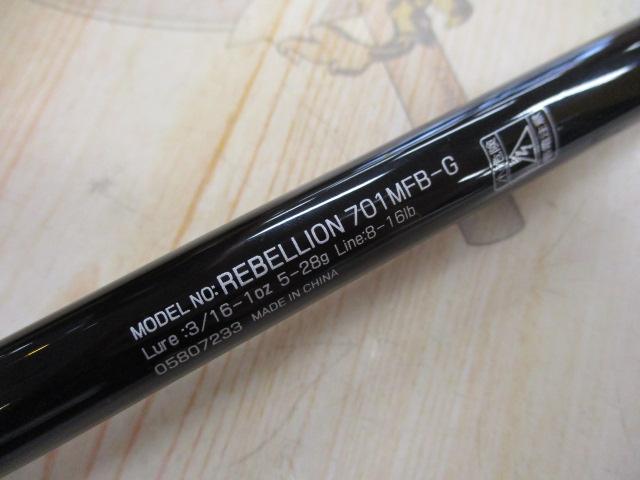 MODEL NO: REBELLION 701MFB-G
Lure :3/16-1oz 5-28g Line:8-16lb
05807233 MADE IN CHINA